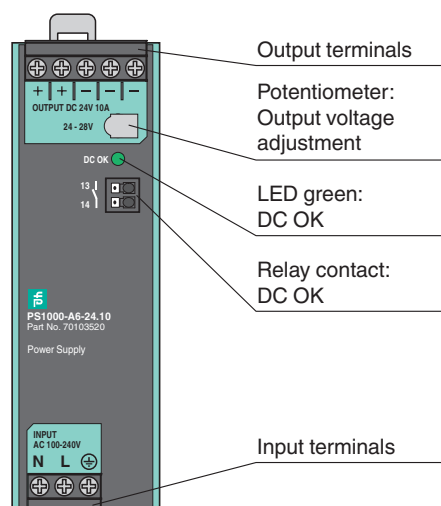 Output terminals
+ + − − −
OUTPUT DC 24V 10A
24 - 28V
Potentiometer:
Output voltage
adjustment
DC OK
LED green:
DC OK
13
14
Relay contact:
DC OK
PS1000-A6-24.10
Part No. 70103520
Power Supply
INPUT
AC 100-240V
N L
Input terminals